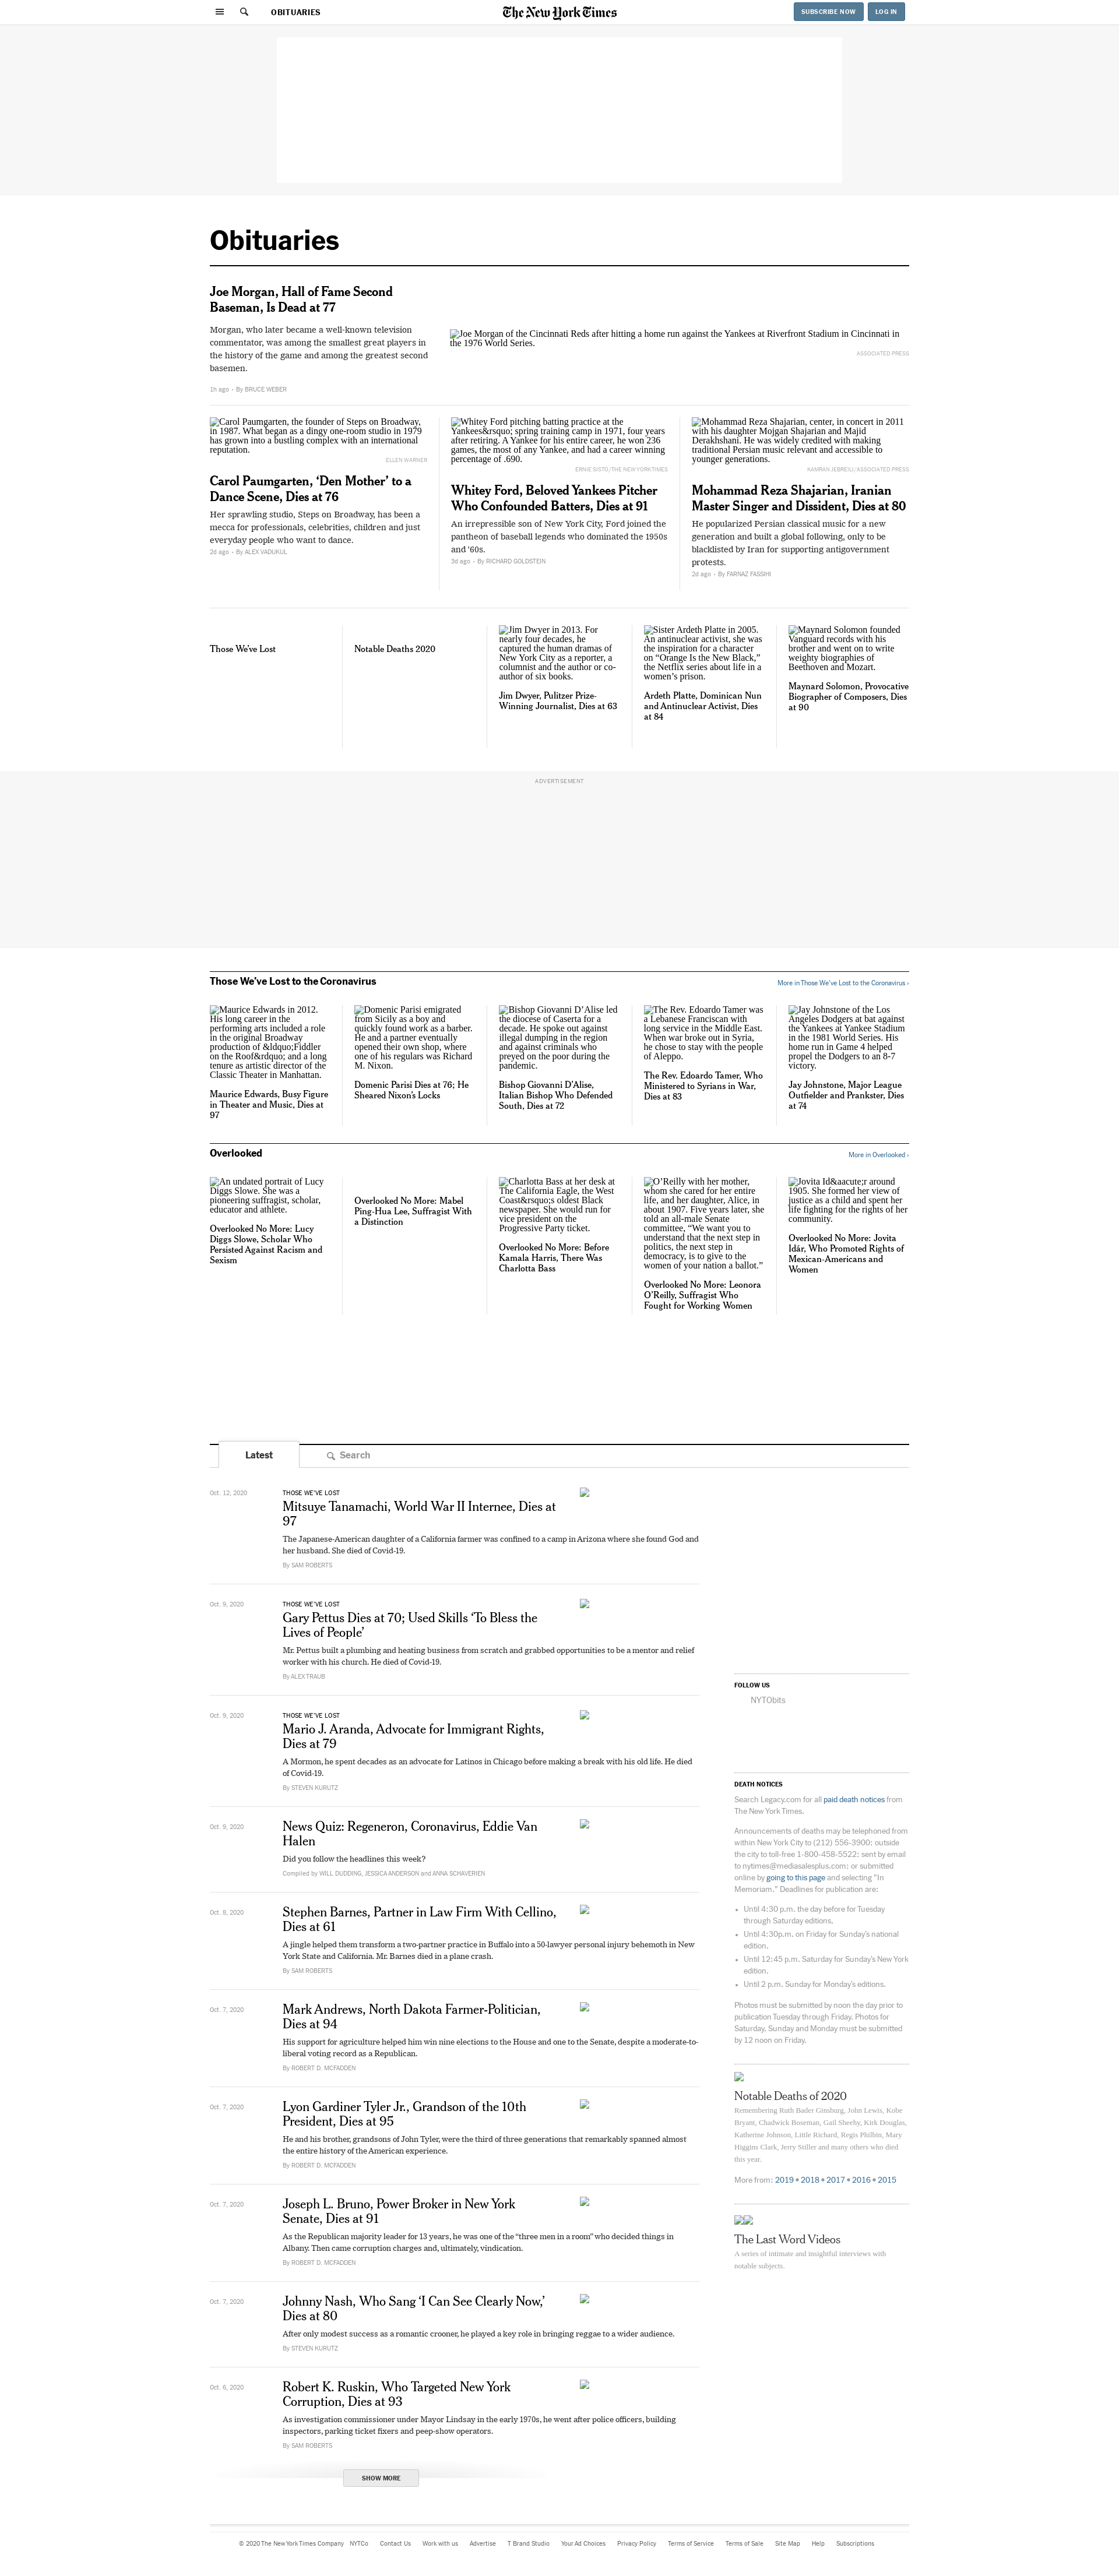 OBITUARIES
The New York Times
SUBSCRIBE NOW
LOG IN
Obituaries
Joe Morgan, Hall of Fame Second
Baseman, Is Dead at 77
Morgan, who later became a well-known television
commentator, was among the smallest great players in
the history of the game and among the greatest second
basemen.
1h ago • By BRUCE WEBER
Joe Morgan of the Cincinnati Reds after hitting a home run against the Yankees at Riverfront Stadium in Cincinnati in
the 1976 World Series.
ASSOCIATED PRESS
Carol Paumgarten, the founder of Steps on Broadway,
in 1987. What began as a dingy one-room studio in 1979
has grown into a bustling complex with an international
reputation.
ELLEN WARNER
Carol Paumgarten, ‘Den Mother’ to a
Dance Scene, Dies at 76
Her sprawling studio, Steps on Broadway, has been a
mecca for professionals, celebrities, children and just
everyday people who want to dance.
2d ago • By ALEX VADUKUL
Whitey Ford pitching batting practice at the
Yankees&rsquo; spring training camp in 1971, four years
after retiring. A Yankee for his entire career, he won 236
games, the most of any Yankee, and had a career winning
percentage of .690.
ERNIE SISTO/THE NEW YORK TIMES
Whitey Ford, Beloved Yankees Pitcher
Who Confounded Batters, Dies at 91
An irrepressible son of New York City, Ford joined the
pantheon of baseball legends who dominated the 1950s
and ’60s.
3d ago • By RICHARD GOLDSTEIN
Mohammad Reza Shajarian, center, in concert in 2011
with his daughter Mojgan Shajarian and Majid
Derakhshani. He was widely credited with making
traditional Persian music relevant and accessible to
younger generations.
KAMRAN JEBREILI/ASSOCIATED PRESS
Mohammad Reza Shajarian, Iranian
Master Singer and Dissident, Dies at 80
He popularized Persian classical music for a new
generation and built a global following, only to be
blacklisted by Iran for supporting antigovernment
protests.
2d ago • By FARNAZ FASSIHI
Those We’ve Lost
Notable Deaths 2020
Jim Dwyer in 2013. For
nearly four decades, he
captured the human dramas of
New York City as a reporter, a
columnist and the author or co-
author of six books.
Jim Dwyer, Pulitzer Prize-
Winning Journalist, Dies at 63
Sister Ardeth Platte in 2005.
An antinuclear activist, she was
the inspiration for a character
on “Orange Is the New Black,”
the Netflix series about life in a
women’s prison.
Ardeth Platte, Dominican Nun
and Antinuclear Activist, Dies
at 84
Maynard Solomon founded
Vanguard records with his
brother and went on to write
weighty biographies of
Beethoven and Mozart.
Maynard Solomon, Provocative
Biographer of Composers, Dies
at 90
ADVERTISEMENT
Those We’ve Lost to the Coronavirus
More in Those We’ve Lost to the Coronavirus ›
Maurice Edwards in 2012.
His long career in the
performing arts included a role
in the original Broadway
production of &ldquo;Fiddler
on the Roof&rdquo; and a long
tenure as artistic director of the
Classic Theater in Manhattan.
Maurice Edwards, Busy Figure
in Theater and Music, Dies at
97
Domenic Parisi emigrated
from Sicily as a boy and
quickly found work as a barber.
He and a partner eventually
opened their own shop, where
one of his regulars was Richard
M. Nixon.
Domenic Parisi Dies at 76; He
Sheared Nixon’s Locks
Bishop Giovanni D’Alise led
the diocese of Caserta for a
decade. He spoke out against
illegal dumping in the region
and against criminals who
preyed on the poor during the
pandemic.
Bishop Giovanni D’Alise,
Italian Bishop Who Defended
South, Dies at 72
The Rev. Edoardo Tamer was
a Lebanese Franciscan with
long service in the Middle East.
When war broke out in Syria,
he chose to stay with the people
of Aleppo.
The Rev. Edoardo Tamer, Who
Ministered to Syrians in War,
Dies at 83
Jay Johnstone of the Los
Angeles Dodgers at bat against
the Yankees at Yankee Stadium
in the 1981 World Series. His
home run in Game 4 helped
propel the Dodgers to an 8-7
victory.
Jay Johnstone, Major League
Outfielder and Prankster, Dies
at 74
Overlooked
More in Overlooked ›
An undated portrait of Lucy
Diggs Slowe. She was a
pioneering suffragist, scholar,
educator and athlete.
Overlooked No More: Lucy
Diggs Slowe, Scholar Who
Persisted Against Racism and
Sexism
Overlooked No More: Mabel
Ping-Hua Lee, Suffragist With
a Distinction
Charlotta Bass at her desk at
The California Eagle, the West
Coast&rsquo;s oldest Black
newspaper. She would run for
vice president on the
Progressive Party ticket.
Overlooked No More: Before
Kamala Harris, There Was
Charlotta Bass
O’Reilly with her mother,
whom she cared for her entire
life, and her daughter, Alice, in
about 1907. Five years later, she
told an all-male Senate
committee, “We want you to
understand that the next step in
politics, the next step in
democracy, is to give to the
women of your nation a ballot.”
Overlooked No More: Leonora
O’Reilly, Suffragist Who
Fought for Working Women
Jovita Id&aacute;r around
1905. She formed her view of
justice as a child and spent her
life fighting for the rights of her
community.
Overlooked No More: Jovita
Idár, Who Promoted Rights of
Mexican-Americans and
Women
Latest
Search
Oct. 12, 2020
THOSE WE’VE LOST
Mitsuye Tanamachi, World War II Internee, Dies at
97
The Japanese-American daughter of a California farmer was confined to a camp in Arizona where she found God and
her husband. She died of Covid-19.
By SAM ROBERTS
Oct. 9, 2020
THOSE WE’VE LOST
Gary Pettus Dies at 70; Used Skills ‘To Bless the
Lives of People’
Mr. Pettus built a plumbing and heating business from scratch and grabbed opportunities to be a mentor and relief
worker with his church. He died of Covid-19.
By ALEX TRAUB
Oct. 9, 2020
THOSE WE’VE LOST
Mario J. Aranda, Advocate for Immigrant Rights,
Dies at 79
A Mormon, he spent decades as an advocate for Latinos in Chicago before making a break with his old life. He died
of Covid-19.
By STEVEN KURUTZ
Oct. 9, 2020
News Quiz: Regeneron, Coronavirus, Eddie Van
Halen
Did you follow the headlines this week?
Compiled by WILL DUDDING, JESSICA ANDERSON and ANNA SCHAVERIEN
Oct. 8, 2020
Stephen Barnes, Partner in Law Firm With Cellino,
Dies at 61
A jingle helped them transform a two-partner practice in Buffalo into a 50-lawyer personal injury behemoth in New
York State and California. Mr. Barnes died in a plane crash.
By SAM ROBERTS
Oct. 7, 2020
Mark Andrews, North Dakota Farmer-Politician,
Dies at 94
His support for agriculture helped him win nine elections to the House and one to the Senate, despite a moderate-to-
liberal voting record as a Republican.
By ROBERT D. MCFADDEN
Oct. 7, 2020
Lyon Gardiner Tyler Jr., Grandson of the 10th
President, Dies at 95
He and his brother, grandsons of John Tyler, were the third of three generations that remarkably spanned almost
the entire history of the American experience.
By ROBERT D. MCFADDEN
Oct. 7, 2020
Joseph L. Bruno, Power Broker in New York
Senate, Dies at 91
As the Republican majority leader for 13 years, he was one of the “three men in a room” who decided things in
Albany. Then came corruption charges and, ultimately, vindication.
By ROBERT D. MCFADDEN
Oct. 7, 2020
Johnny Nash, Who Sang ‘I Can See Clearly Now,’
Dies at 80
After only modest success as a romantic crooner, he played a key role in bringing reggae to a wider audience.
By STEVEN KURUTZ
Oct. 6, 2020
Robert K. Ruskin, Who Targeted New York
Corruption, Dies at 93
As investigation commissioner under Mayor Lindsay in the early 1970s, he went after police officers, building
inspectors, parking ticket fixers and peep-show operators.
By SAM ROBERTS
SHOW MORE
FOLLOW US
NYTObits
DEATH NOTICES
Search Legacy.com for all paid death notices from
The New York Times.
Announcements of deaths may be telephoned from
within New York City to (212) 556-3900; outside
the city to toll-free 1-800-458-5522; sent by email
to nytimes@mediasalesplus.com; or submitted
online by going to this page and selecting "In
Memoriam." Deadlines for publication are:
• Until 4:30 p.m. the day before for Tuesday
through Saturday editions.
• Until 4:30p.m. on Friday for Sunday’s national
edition.
• Until 12:45 p.m. Saturday for Sunday’s New York
edition.
• Until 2 p.m. Sunday for Monday’s editions.
Photos must be submitted by noon the day prior to
publication Tuesday through Friday. Photos for
Saturday, Sunday and Monday must be submitted
by 12 noon on Friday.
Notable Deaths of 2020
Remembering Ruth Bader Ginsburg, John Lewis, Kobe
Bryant, Chadwick Boseman, Gail Sheehy, Kirk Douglas,
Katherine Johnson, Little Richard, Regis Philbin, Mary
Higgins Clark, Jerry Stiller and many others who died
this year.
More from: 2019 • 2018 • 2017 • 2016 • 2015
The Last Word Videos
A series of intimate and insightful interviews with
notable subjects.
© 2020 The New York Times Company NYTCo Contact Us Work with us Advertise T Brand Studio Your Ad Choices Privacy Policy Terms of Service Terms of Sale Site Map Help Subscriptions